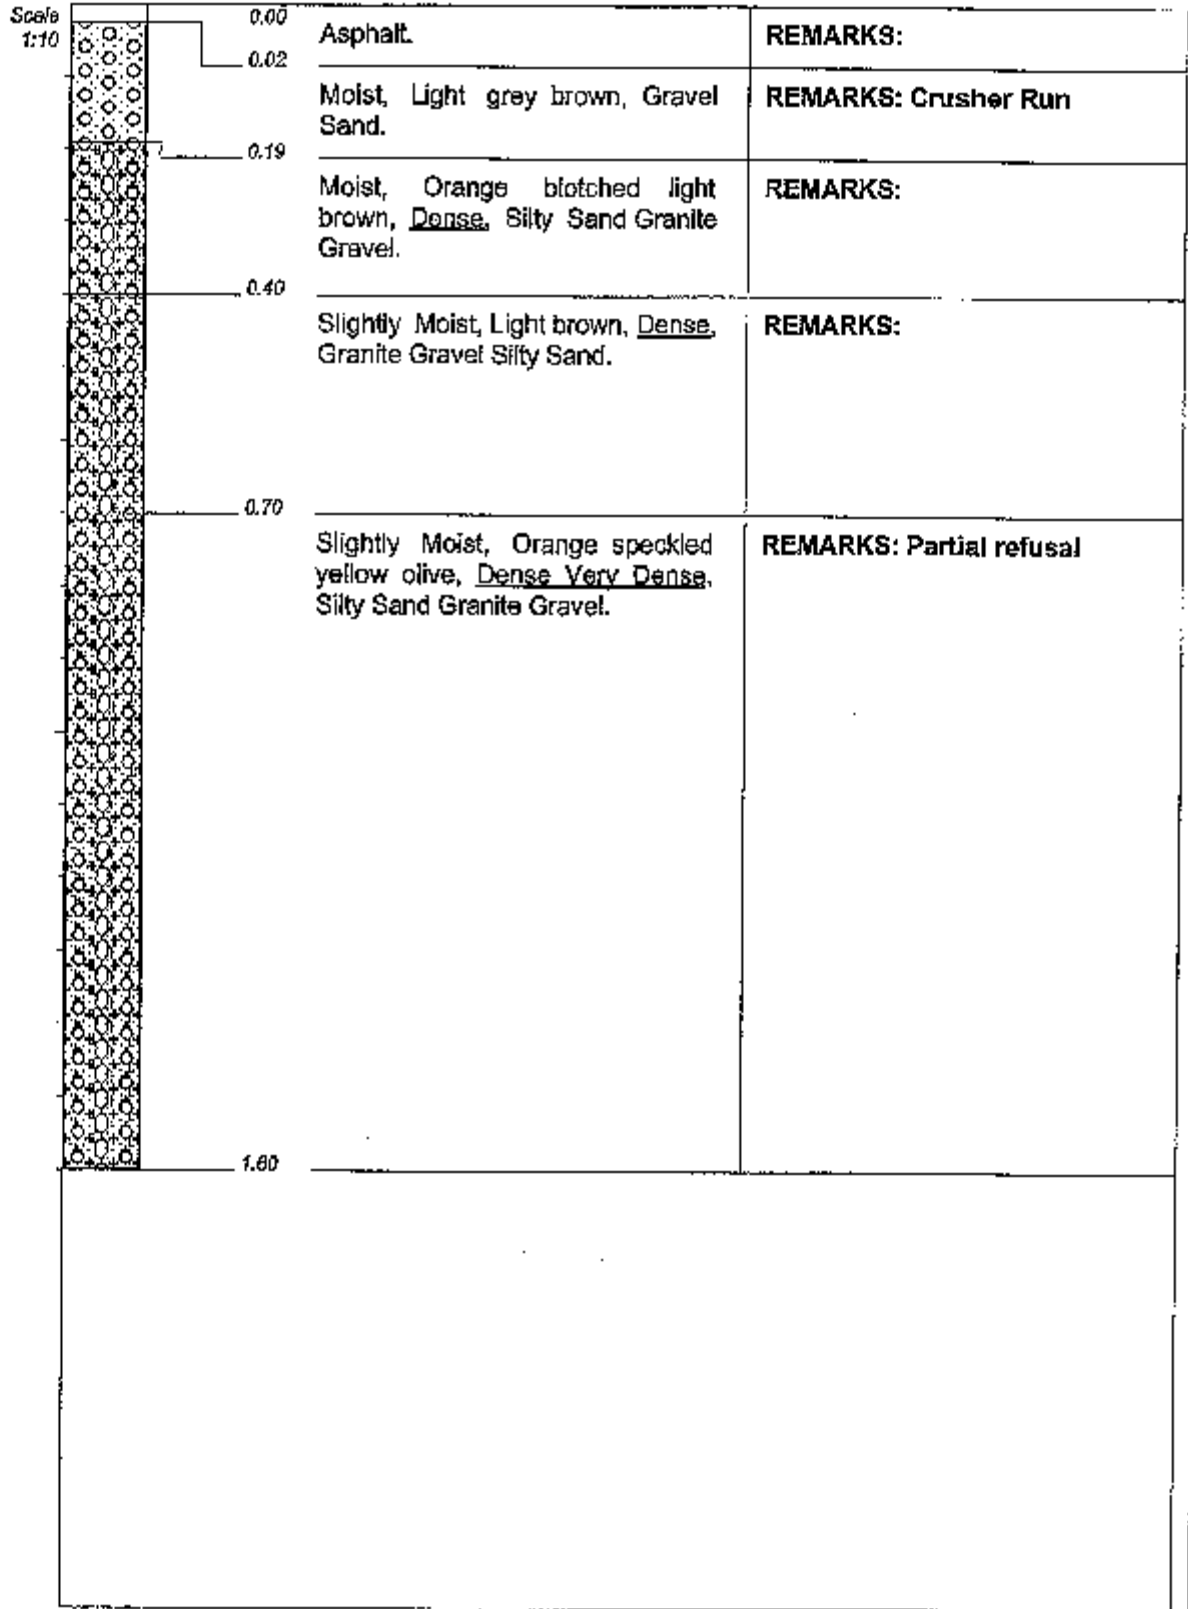 Scale
1:10
0.00
Asphalt.
REMARKS:
0.02
Moist, Light grey brown, Gravel
Sand.
REMARKS: Crusher Run
0.19
Moist, Orange blotched light
brown, Dense, Silty Sand Granite
Gravel.
REMARKS:
0.40
Slightly Moist, Light brown, Dense,
Granite Gravel Silty Sand.
REMARKS:
0.70
Slightly Moist, Orange speckled
yellow olive, Dense Very Dense,
Silty Sand Granite Gravel.
REMARKS: Partial refusal
1.60